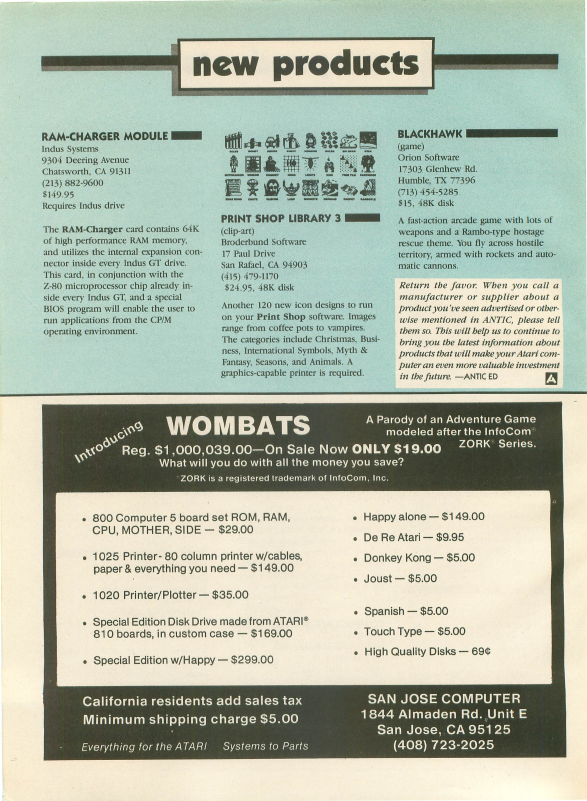 new products
RAM-CHARGER MODULE
Indus Systems
9304 Deering Avenue
Chatsworth, CA 91311
(213) 882-9600
$149.95
Requires Indus drive
The RAM-Charger card contains 64K
of high performance RAM memory,
and utilizes the internal expansion con-
nector inside every Indus GT drive.
This card, in conjunction with the
Z-80 microprocessor chip already in-
side every Indus GT, and a special
BIOS program will enable the user to
run applications from the CP/M
operating environment.
PRINT SHOP LIBRARY 3
(clip-art)
Broderbund Software
17 Paul Drive
San Rafael, CA 94903
(415) 479-1170
$24.95, 48K disk
Another 120 new icon designs to run
on your Print Shop software. Images
range from coffee pots to vampires.
The categories include Christmas, Busi-
ness, International Symbols, Myth &
Fantasy, Seasons, and Animals. A
graphics-capable printer is required.
BLACKHAWK
(game)
Orion Software
17303 Glenhew Rd.
Humble, TX 77396
(713) 454-5285
$15, 48K disk
A fast-action arcade game with lots of
weapons and a Rambo-type hostage
rescue theme. You fly across hostile
territory, armed with rockets and auto-
matic cannons.
Return the favor. When you call a
manufacturer or supplier about a
product you've seen advertised or other-
wise mentioned in ANTIC, please tell
them so. This will help us to continue to
bring you the latest information about
products that will make your Atari com-
puter an even more valuable investment
in the future. —ANTIC ED
Introducing
WOMBATS
A Parody of an Adventure Game
modeled after the InfoCom®
ZORK® Series.
Reg. $1,000,039.00—On Sale Now ONLY $19.00
What will you do with all the money you save?
®ZORK is a registered trademark of InfoCom, Inc.
• 800 Computer 5 board set ROM, RAM,
CPU, MOTHER, SIDE — $29.00
• 1025 Printer- 80 column printer w/cables,
paper & everything you need — $149.00
• 1020 Printer/Plotter — $35.00
• Special Edition Disk Drive made from ATARI®
810 boards, in custom case — $169.00
• Special Edition w/Happy — $299.00
• Happy alone — $149.00
• De Re Atari — $9.95
• Donkey Kong — $5.00
• Joust — $5.00
• Spanish — $5.00
• Touch Type — $5.00
• High Quality Disks — 69¢
California residents add sales tax
Minimum shipping charge $5.00
Everything for the ATARI Systems to Parts
SAN JOSE COMPUTER
1844 Almaden Rd. Unit E
San Jose, CA 95125
(408) 723-2025